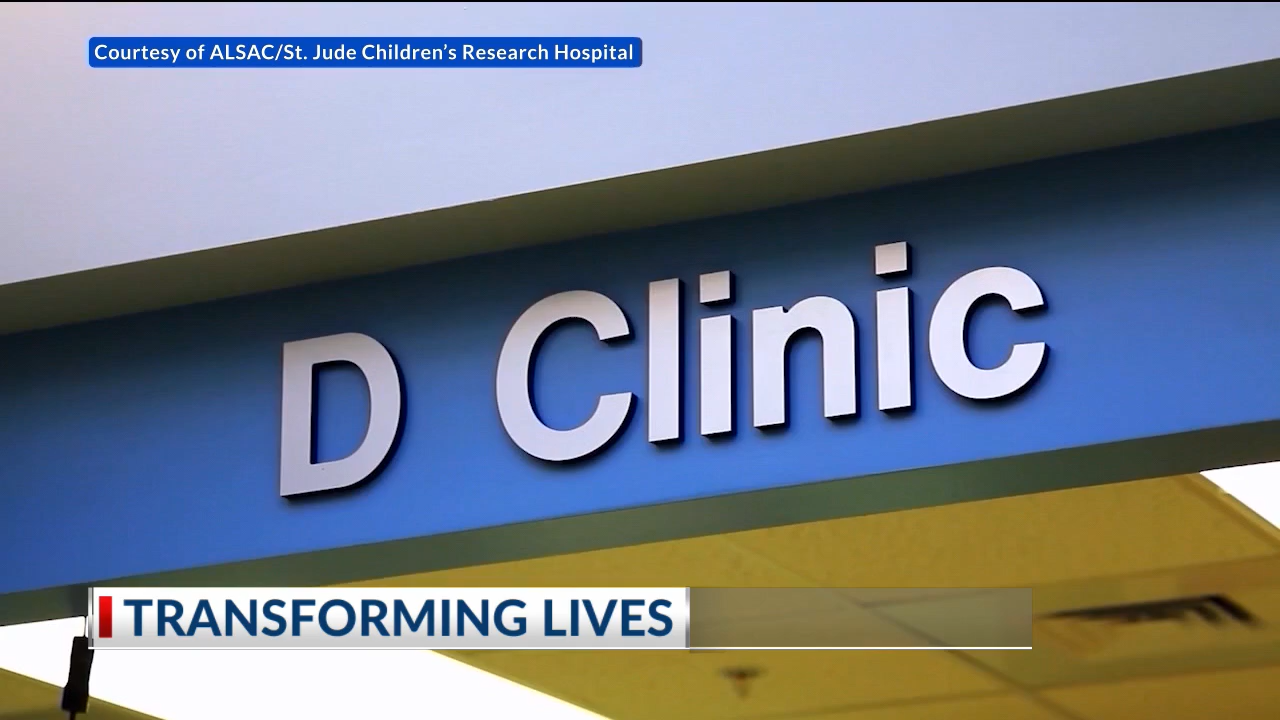 Courtesy of ALSAC/St. Jude Children’s Research Hospital
D Clinic
TRANSFORMING LIVES